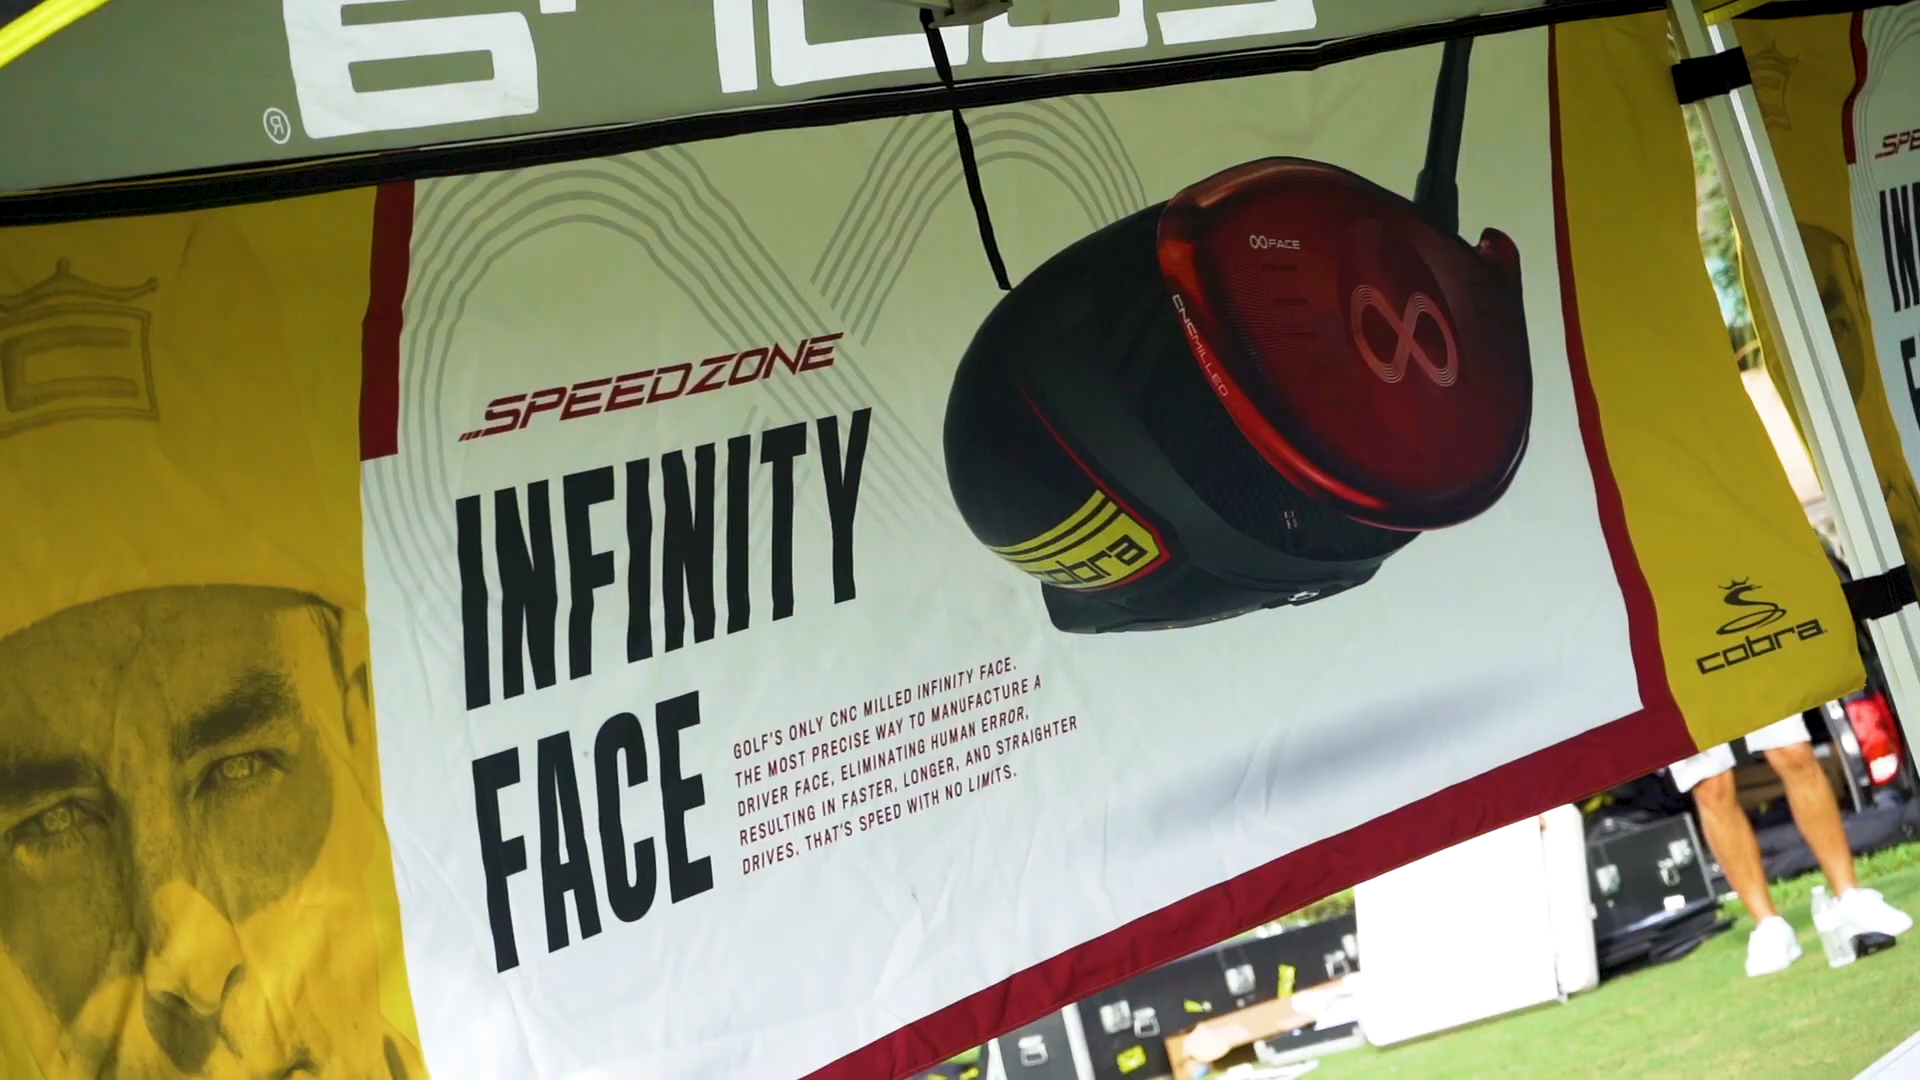 ®
SPEEDZONE
INFINITY
FACE
GOLF'S ONLY CNC MILLED INFINITY FACE.
THE MOST PRECISE WAY TO MANUFACTURE A
DRIVER FACE, ELIMINATING HUMAN ERROR,
RESULTING IN FASTER, LONGER, AND STRAIGHTER
DRIVES. THAT'S SPEED WITH NO LIMITS.
∞FACE
CNC MILLED
cobra
cobra
C